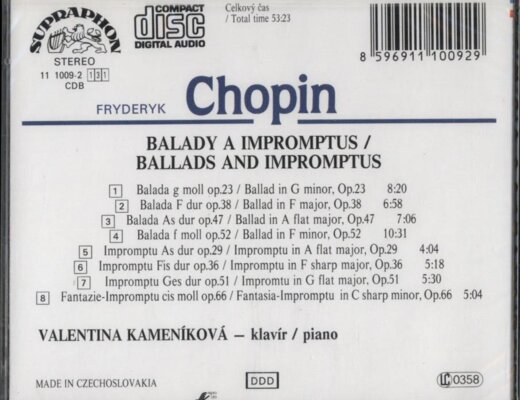 SUPRAPHON
STEREO
11 1009-2 131
CDB
COMPACT
disc
DIGITAL AUDIO
Celkový čas
/ Total time 53:23
8596911100929
FRYDERYK Chopin
BALADY A IMPROMPTUS /
BALLADS AND IMPROMPTUS
1 Balada g moll op.23 / Ballad in G minor, Op.23 8:20
2 Balada F dur op.38 / Ballad in F major, Op.38 6:58
3 Balada As dur op.47 / Ballad in A flat major, Op.47 7:06
4 Balada f moll op.52 / Ballad in F minor, Op.52 10:31
5 Impromptu As dur op.29 / Impromptu in A flat major, Op.29 4:04
6 Impromptu Fis dur op.36 / Impromptu in F sharp major, Op.36 5:18
7 Impromptu Ges dur op.51 / Impromtu in G flat major, Op.51 5:30
8 Fantazie-Impromptu cis moll op.66 / Fantasia-Impromptu in C sharp minor, Op.66 5:04
VALENTINA KAMENÍKOVÁ – klavír / piano
MADE IN CZECHOSLOVAKIA
DDD
LC 0358